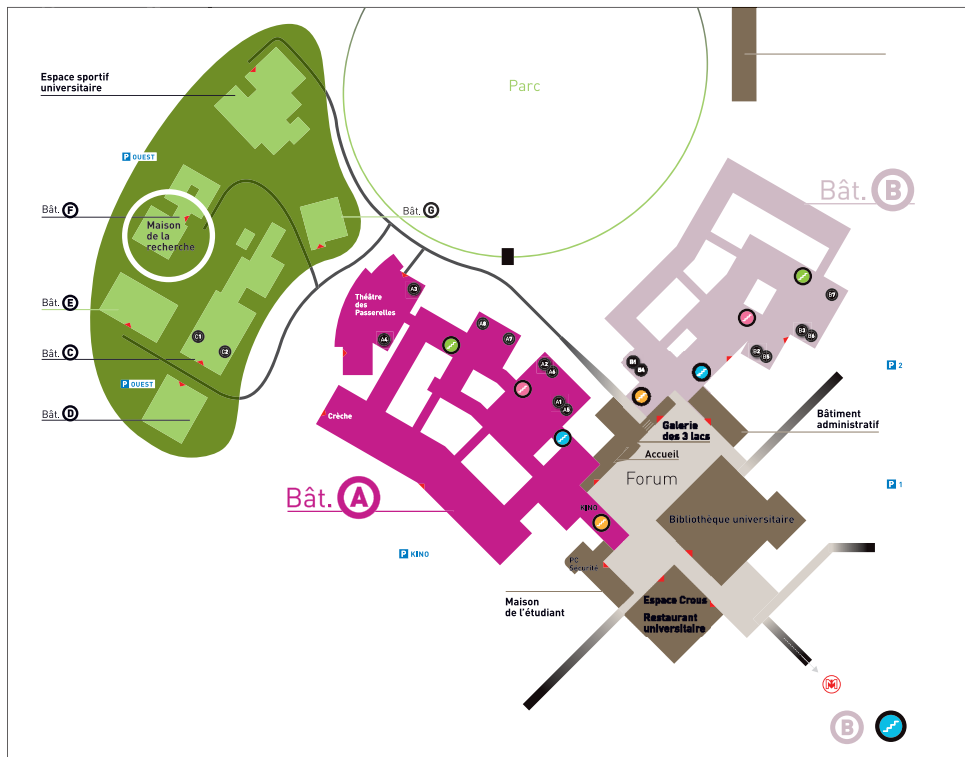 Espace sportif
universitaire
Parc
P OUEST
Bât. B
Bât. F
Bât. G
Maison
de la
recherche
B7
A3
Théâtre
des
Passerelles
Bât. E
A8
B3
B6
C1
A4
A7
Bât. C
C2
B2
B5
A2
A6
B1
B4
P 2
P OUEST
A1
A5
Bât. D
Crèche
Galerie
des 3 lacs
Bâtiment
administratif
Accueil
Forum
Bât. A
P 1
KINO
Bibliothèque universitaire
P KINO
PC
Sécurité
Maison
de l'étudiant
Espace Crous
Restaurant
universitaire
M
B